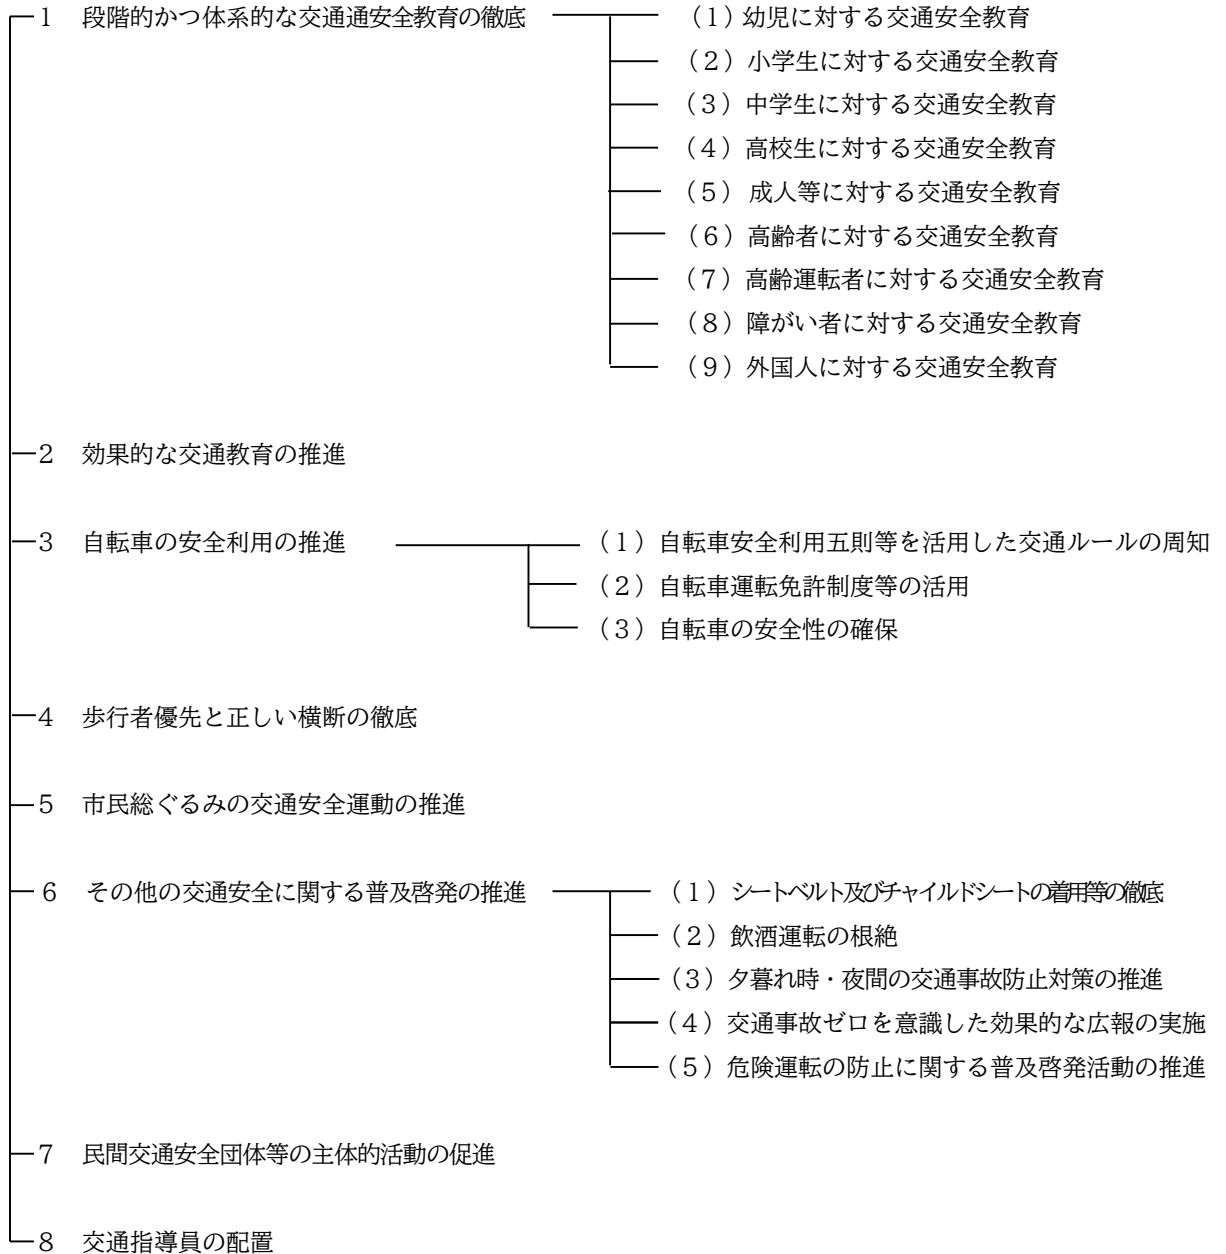 1 段階的かつ体系的な交通通安全教育の徹底 (1)幼児に対する交通安全教育
(2)小学生に対する交通安全教育
(3)中学生に対する交通安全教育
(4)高校生に対する交通安全教育
(5)成人等に対する交通安全教育
(6)高齢者に対する交通安全教育
(7)高齢運転者に対する交通安全教育
(8)障がい者に対する交通安全教育
(9)外国人に対する交通安全教育
2 効果的な交通教育の推進
3 自転車の安全利用の推進 (1)自転車安全利用五則等を活用した交通ルールの周知
(2)自転車運転免許制度等の活用
(3)自転車の安全性の確保
4 歩行者優先と正しい横断の徹底
5 市民総ぐるみの交通安全運動の推進
6 その他の交通安全に関する普及啓発の推進 (1)シートベルト及びチャイルドシートの着用等の徹底
(2)飲酒運転の根絶
(3)夕暮れ時・夜間の交通事故防止対策の推進
(4)交通事故ゼロを意識した効果的な広報の実施
(5)危険運転の防止に関する普及啓発活動の推進
7 民間交通安全団体等の主体的活動の促進
8 交通指導員の配置